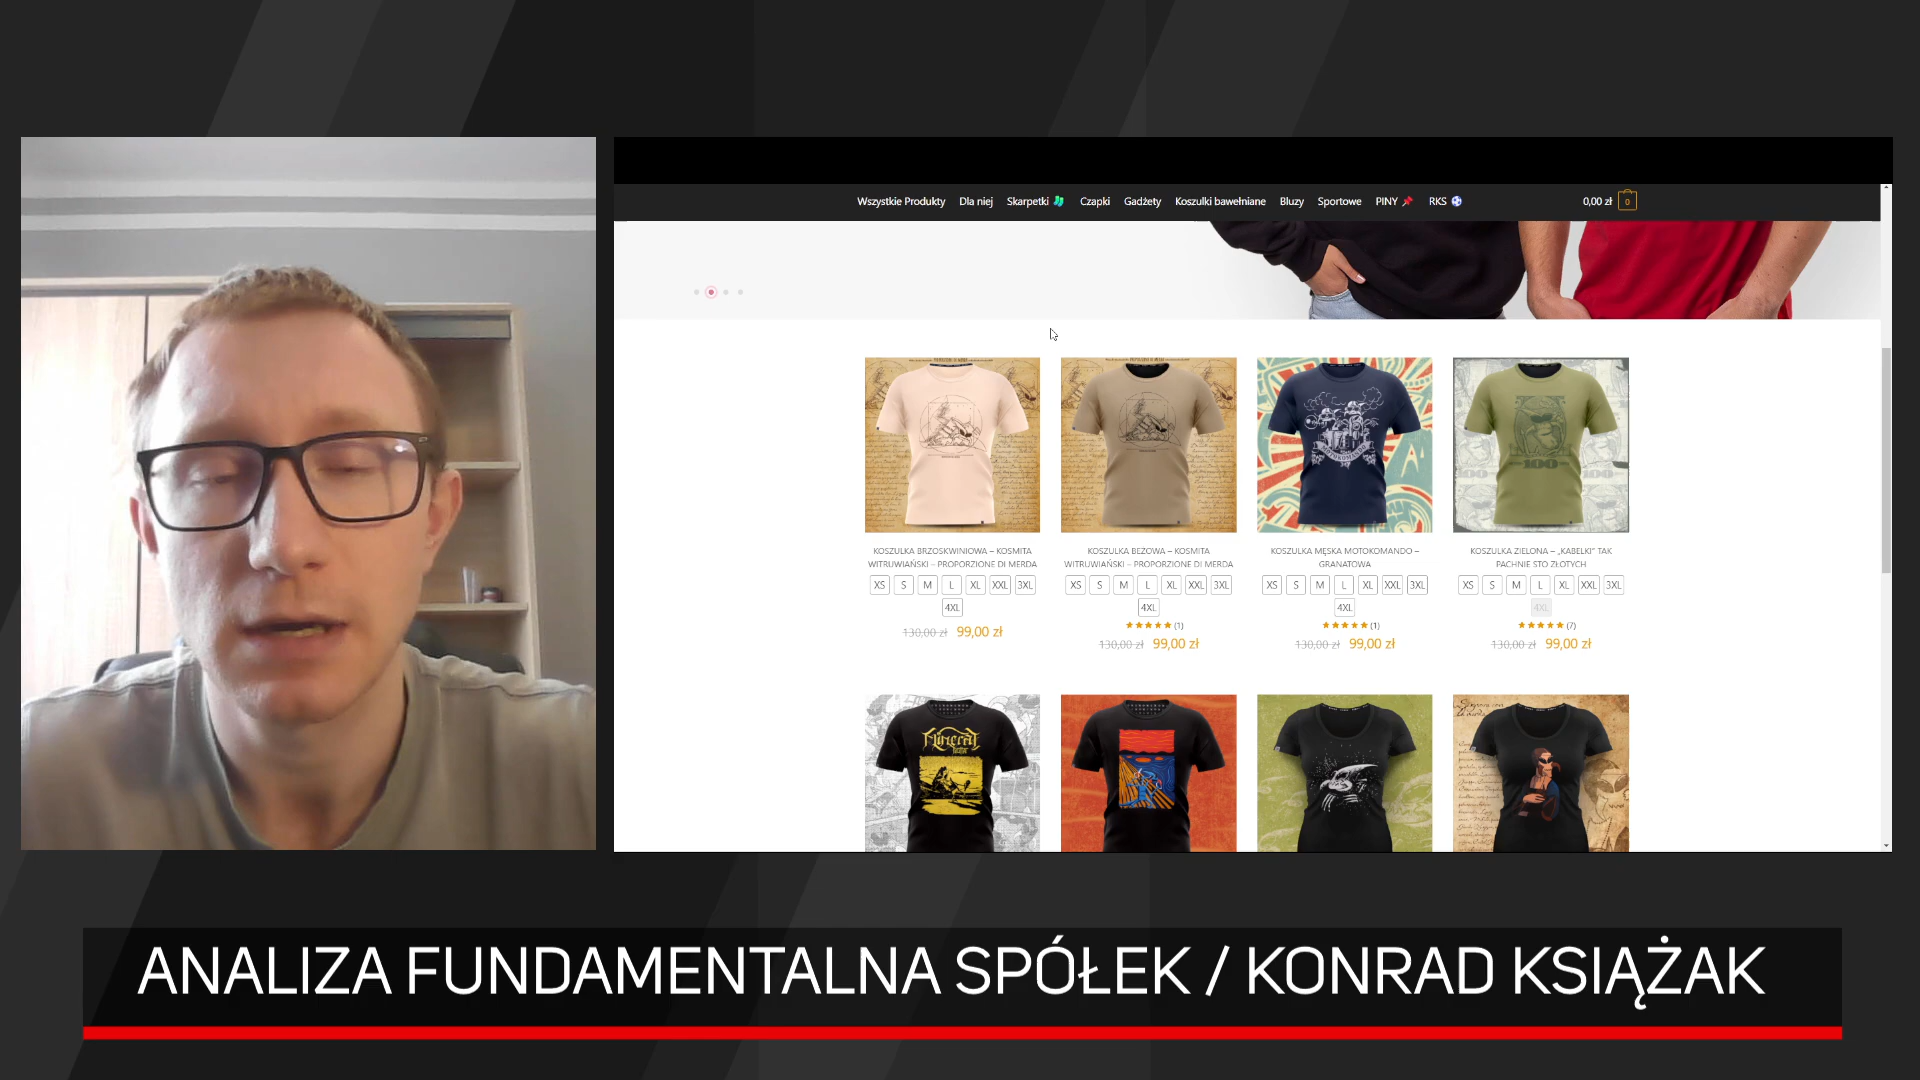 Wszystkie Produkty Dla niej Skarpetki Czapki Gadżety Koszulki bawełniane Bluzy Sportowe PINY RKS 0,00 zł 0
KOSZULKA BRZOSKWINIOWA – KOSMITA
WITRUWIAŃSKI – PROPORZIONE DI MERDA
XS S M L XL XXL 3XL
4XL
130,00 zł 99,00 zł
KOSZULKA BEŻOWA – KOSMITA
WITRUWIAŃSKI – PROPORZIONE DI MERDA
XS S M L XL XXL 3XL
4XL
(1)
130,00 zł 99,00 zł
KOSZULKA MĘSKA MOTOKOMANDO –
GRANATOWA
XS S M L XL XXL 3XL
4XL
(1)
130,00 zł 99,00 zł
100
KOSZULKA ZIELONA – „KABELKI” TAK
PACHNIE STO ZŁOTYCH
XS S M L XL XXL 3XL
4XL
(7)
130,00 zł 99,00 zł
ANALIZA FUNDAMENTALNA SPÓŁEK / KONRAD KSIĄŻAK